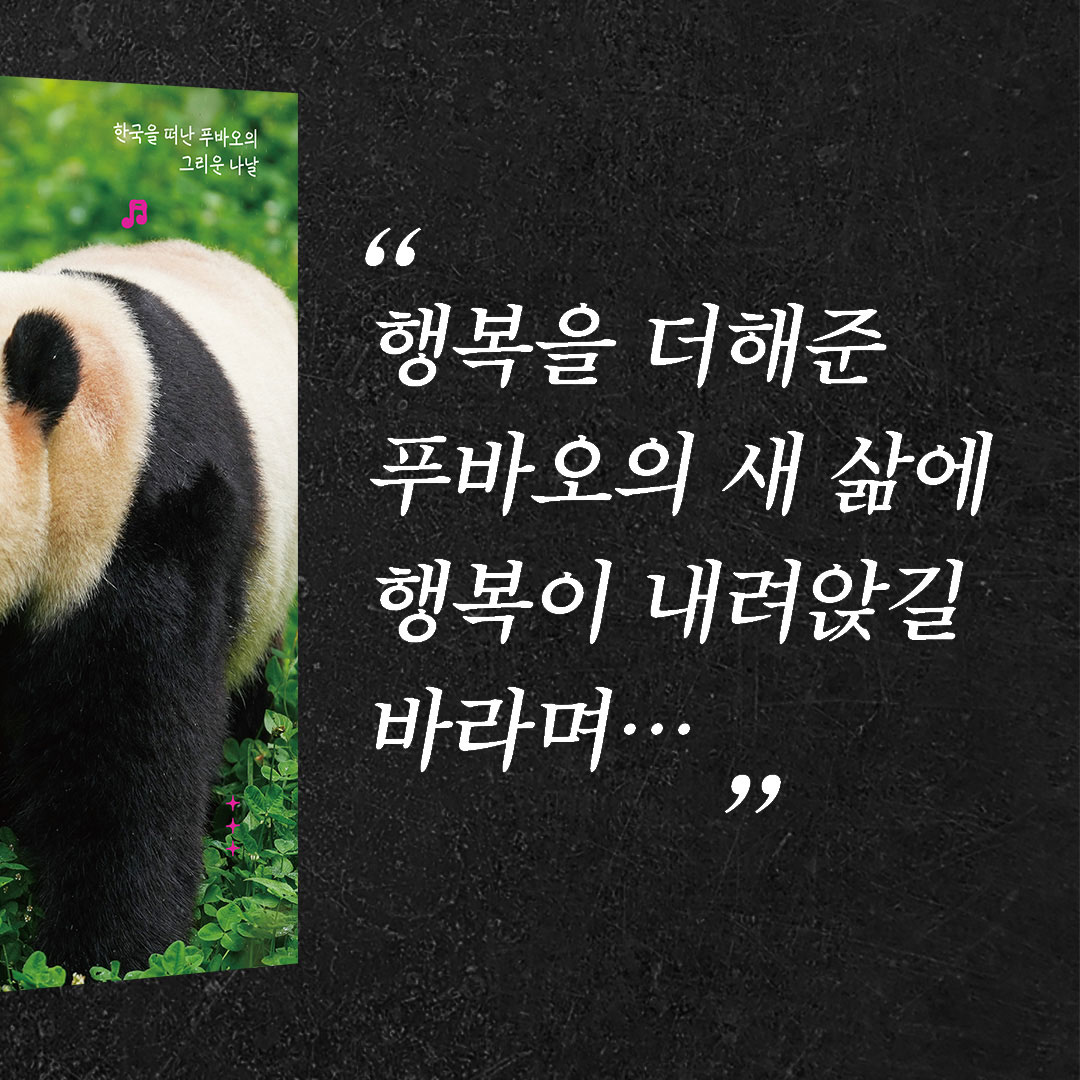 한국을 떠난 푸바오의
그리운 나날
“
행복을 더해준
푸바오의 새 삶에
행복이 내려앉길
바라며…
”